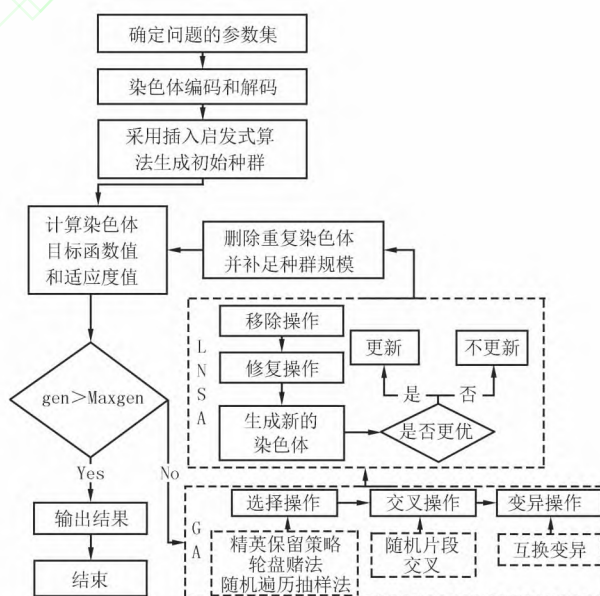 确定问题的参数集
染色体编码和解码
采用插入启发式算
法生成初始种群
计算染色体
目标函数值
和适应度值
删除重复染色体
并补足种群规模
gen>Maxgen
Yes
No
输出结果
结束
LNSA
移除操作
修复操作
生成新的
染色体
更新
不更新
是
否
是否更优
GA
选择操作
交叉操作
变异操作
精英保留策略
轮盘赌法
随机遍历抽样法
随机片段
交叉
互换变异